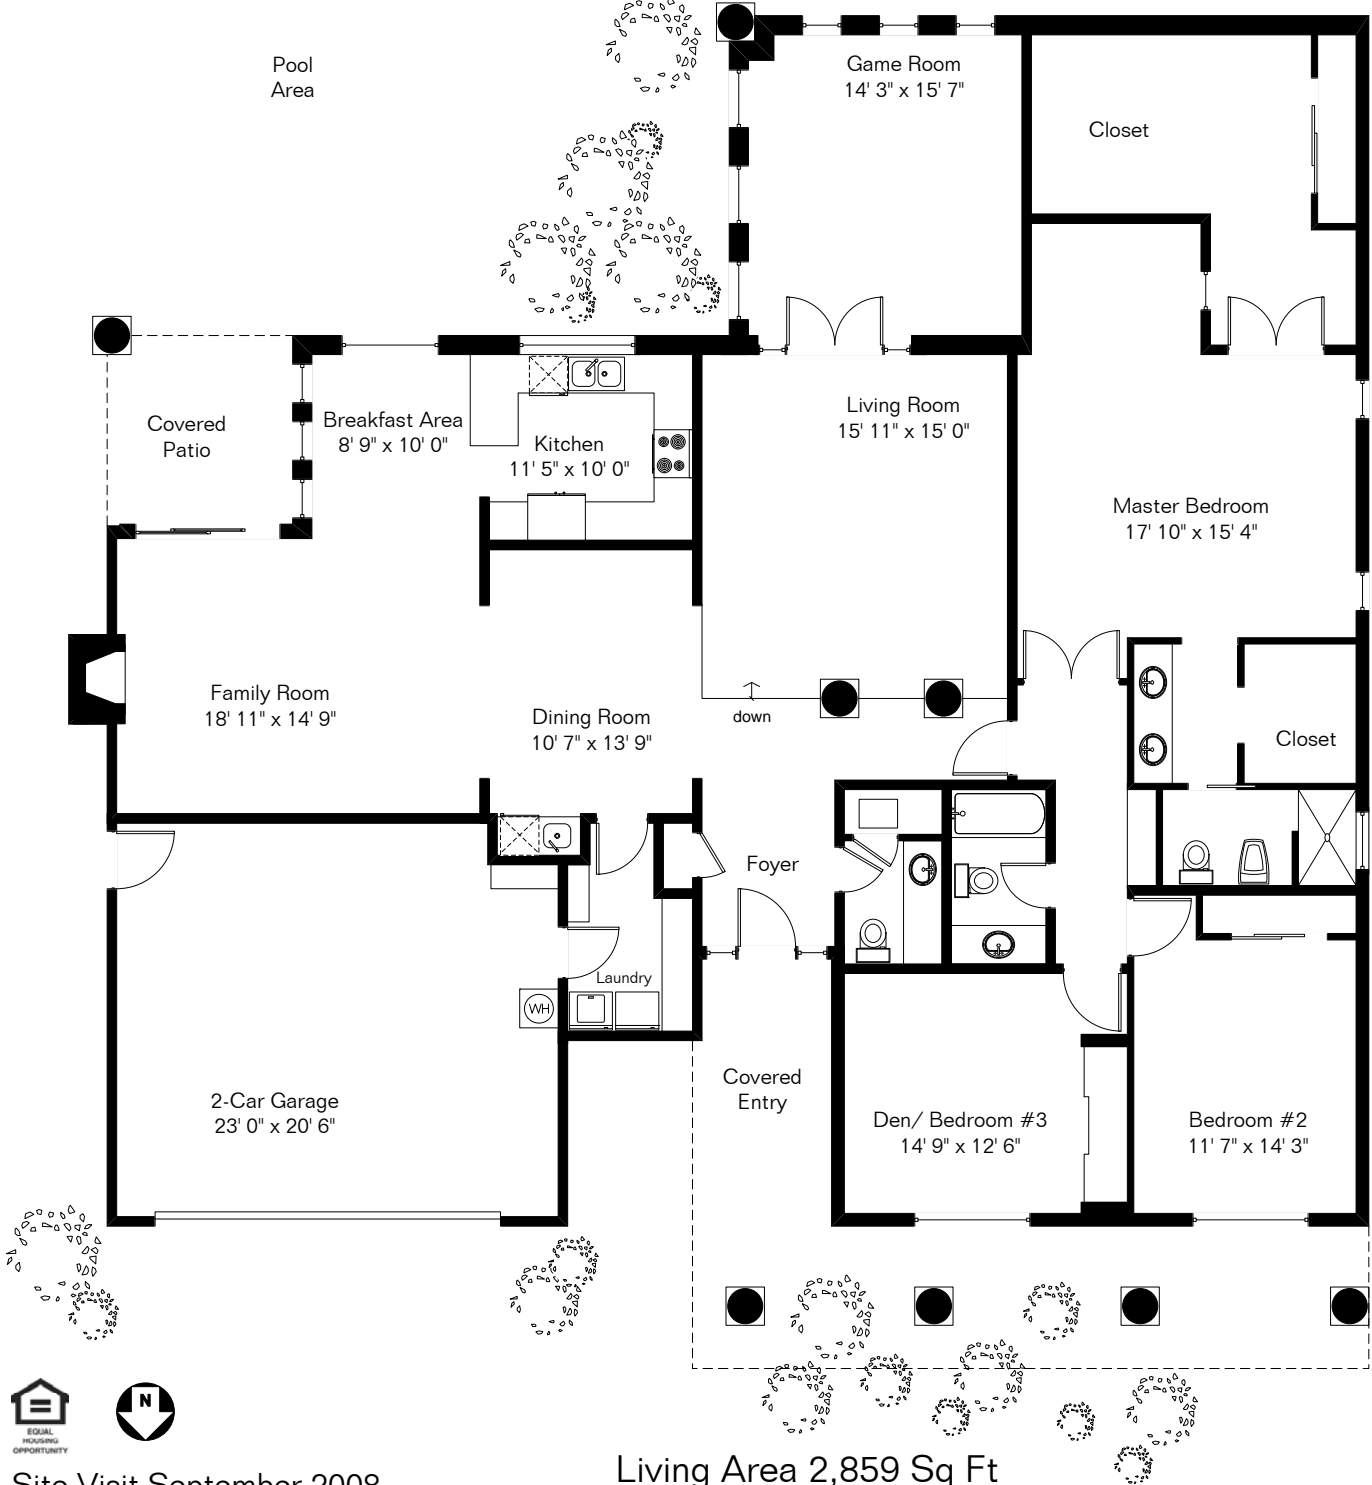 Pool
Area
Game Room
14' 3" x 15' 7"
Closet
Covered
Patio
Breakfast Area
8' 9" x 10' 0"
Kitchen
11' 5" x 10' 0"
Living Room
15' 11" x 15' 0"
Master Bedroom
17' 10" x 15' 4"
Family Room
18' 11" x 14' 9"
Dining Room
10' 7" x 13' 9"
down
Closet
Foyer
Laundry
WH
2-Car Garage
23' 0" x 20' 6"
Covered
Entry
Den/ Bedroom #3
14' 9" x 12' 6"
Bedroom #2
11' 7" x 14' 3"
N
EQUAL
HOUSING
OPPORTUNITY
Site Visit September 2008
Living Area 2,859 Sq Ft